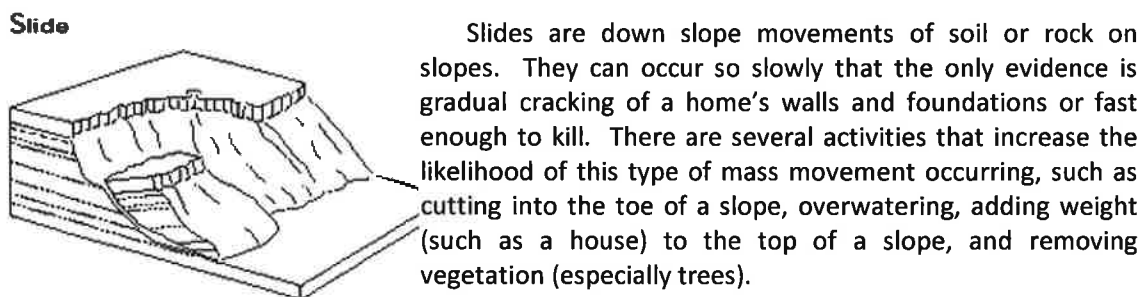 Slide
Slides are down slope movements of soil or rock on
slopes. They can occur so slowly that the only evidence is
gradual cracking of a home's walls and foundations or fast
enough to kill. There are several activities that increase the
likelihood of this type of mass movement occurring, such as
cutting into the toe of a slope, overwatering, adding weight
(such as a house) to the top of a slope, and removing
vegetation (especially trees).